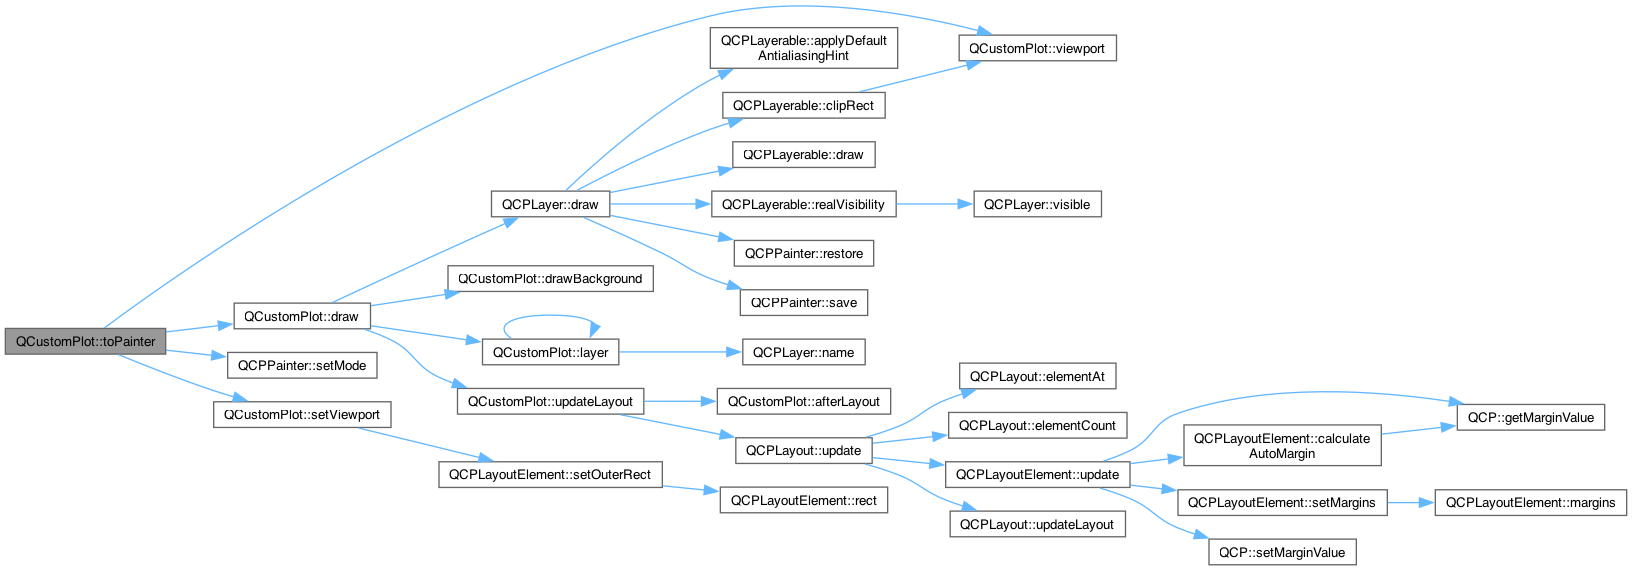 QCustomPlot::toPainter
QCustomPlot::draw
QCPPainter::setMode
QCustomPlot::setViewport
QCPLayer::draw
QCustomPlot::drawBackground
QCustomPlot::layer
QCustomPlot::updateLayout
QCPLayoutElement::setOuterRect
QCPLayerable::applyDefault
AntialiasingHint
QCPLayerable::clipRect
QCPLayerable::draw
QCPLayerable::realVisibility
QCPPainter::restore
QCPPainter::save
QCPLayer::name
QCustomPlot::afterLayout
QCPLayout::update
QCPLayoutElement::rect
QCustomPlot::viewport
QCPLayer::visible
QCPLayout::elementAt
QCPLayout::elementCount
QCPLayoutElement::update
QCPLayout::updateLayout
QCPLayoutElement::calculate
AutoMargin
QCPLayoutElement::setMargins
QCP::setMarginValue
QCP::getMarginValue
QCPLayoutElement::margins